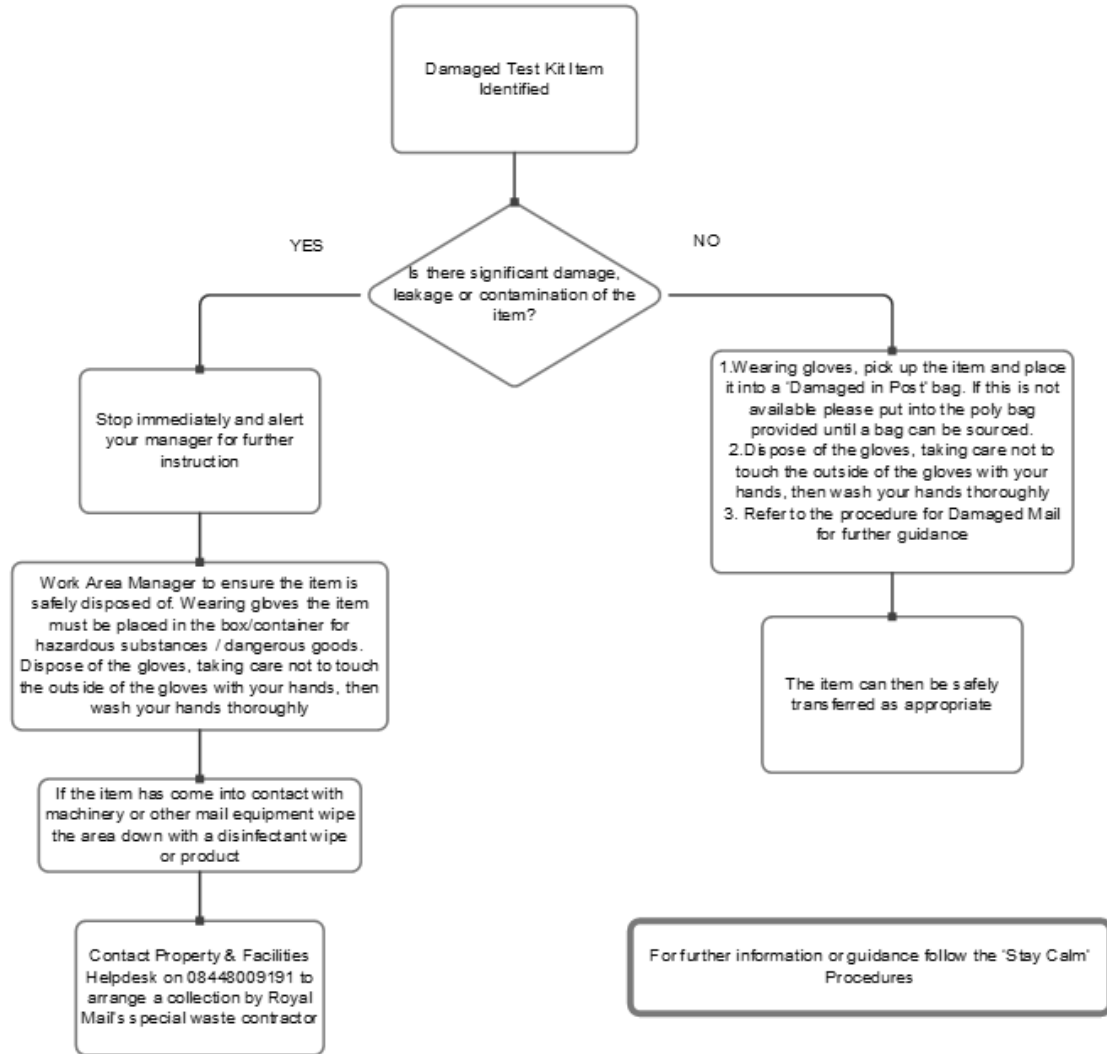 Damaged Test Kit Item
Identified
YES
NO
Is there significant damage,
leakage or contamination of the
item?
Stop immediately and alert
your manager for further
instruction
1.Wearing gloves, pick up the item and place
it into a 'Damaged in Post' bag. If this is not
available please put into the poly bag
provided until a bag can be sourced.
2.Dispose of the gloves, taking care not to
touch the outside of the gloves with your
hands, then wash your hands thoroughly
3. Refer to the procedure for Damaged Mail
for further guidance
Work Area Manager to ensure the item is
safely disposed of. Wearing gloves the item
must be placed in the box/container for
hazardous substances / dangerous goods.
Dispose of the gloves, taking care not to touch
the outside of the gloves with your hands, then
wash your hands thoroughly
The item can then be safely
transferred as appropriate
If the item has come into contact with
machinery or other mail equipment wipe
the area down with a disinfectant wipe
or product
Contact Property & Facilities
Helpdesk on 08448009191 to
arrange a collection by Royal
Mail's special waste contractor
For further information or guidance follow the 'Stay Calm'
Procedures